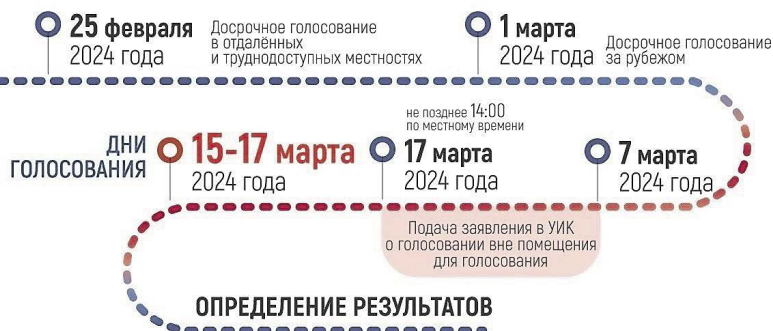 25 февраля
2024 года
Досрочное голосование
в отдалённых
и труднодоступных местностях
1 марта
2024 года
Досрочное голосование
за рубежом
ДНИ
ГОЛОСОВАНИЯ
15-17 марта
2024 года
не позднее 14:00
по местному времени
17 марта
2024 года
7 марта
2024 года
Подача заявления в УИК
о голосовании вне помещения
для голосования
ОПРЕДЕЛЕНИЕ РЕЗУЛЬТАТОВ